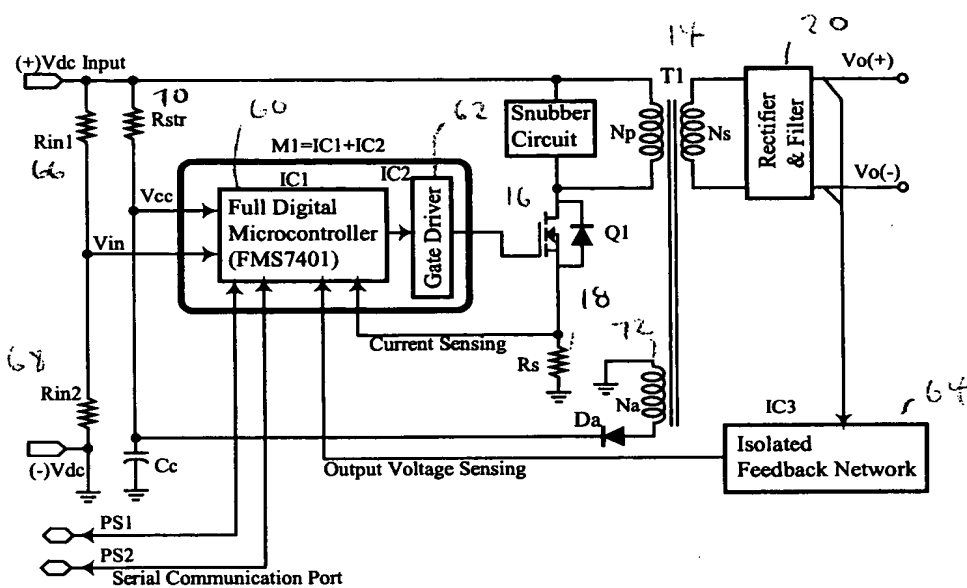 14
20
(+)Vdc Input
T1
Vo(+)
70
Rstr
60
62
Snubber
Circuit
Np
Ns
Rectifier
& Filter
Rin1
66
M1=IC1+IC2
IC1
IC2
16
Vo(-)
Vcc
Full Digital
Microcontroller
(FMS7401)
Gate Driver
Q1
Vin
18
72
Current Sensing
68
Rs
Rin2
Na
IC3
64
Da
(-)Vdc
Cc
Output Voltage Sensing
Isolated
Feedback Network
PS1
PS2
Serial Communication Port